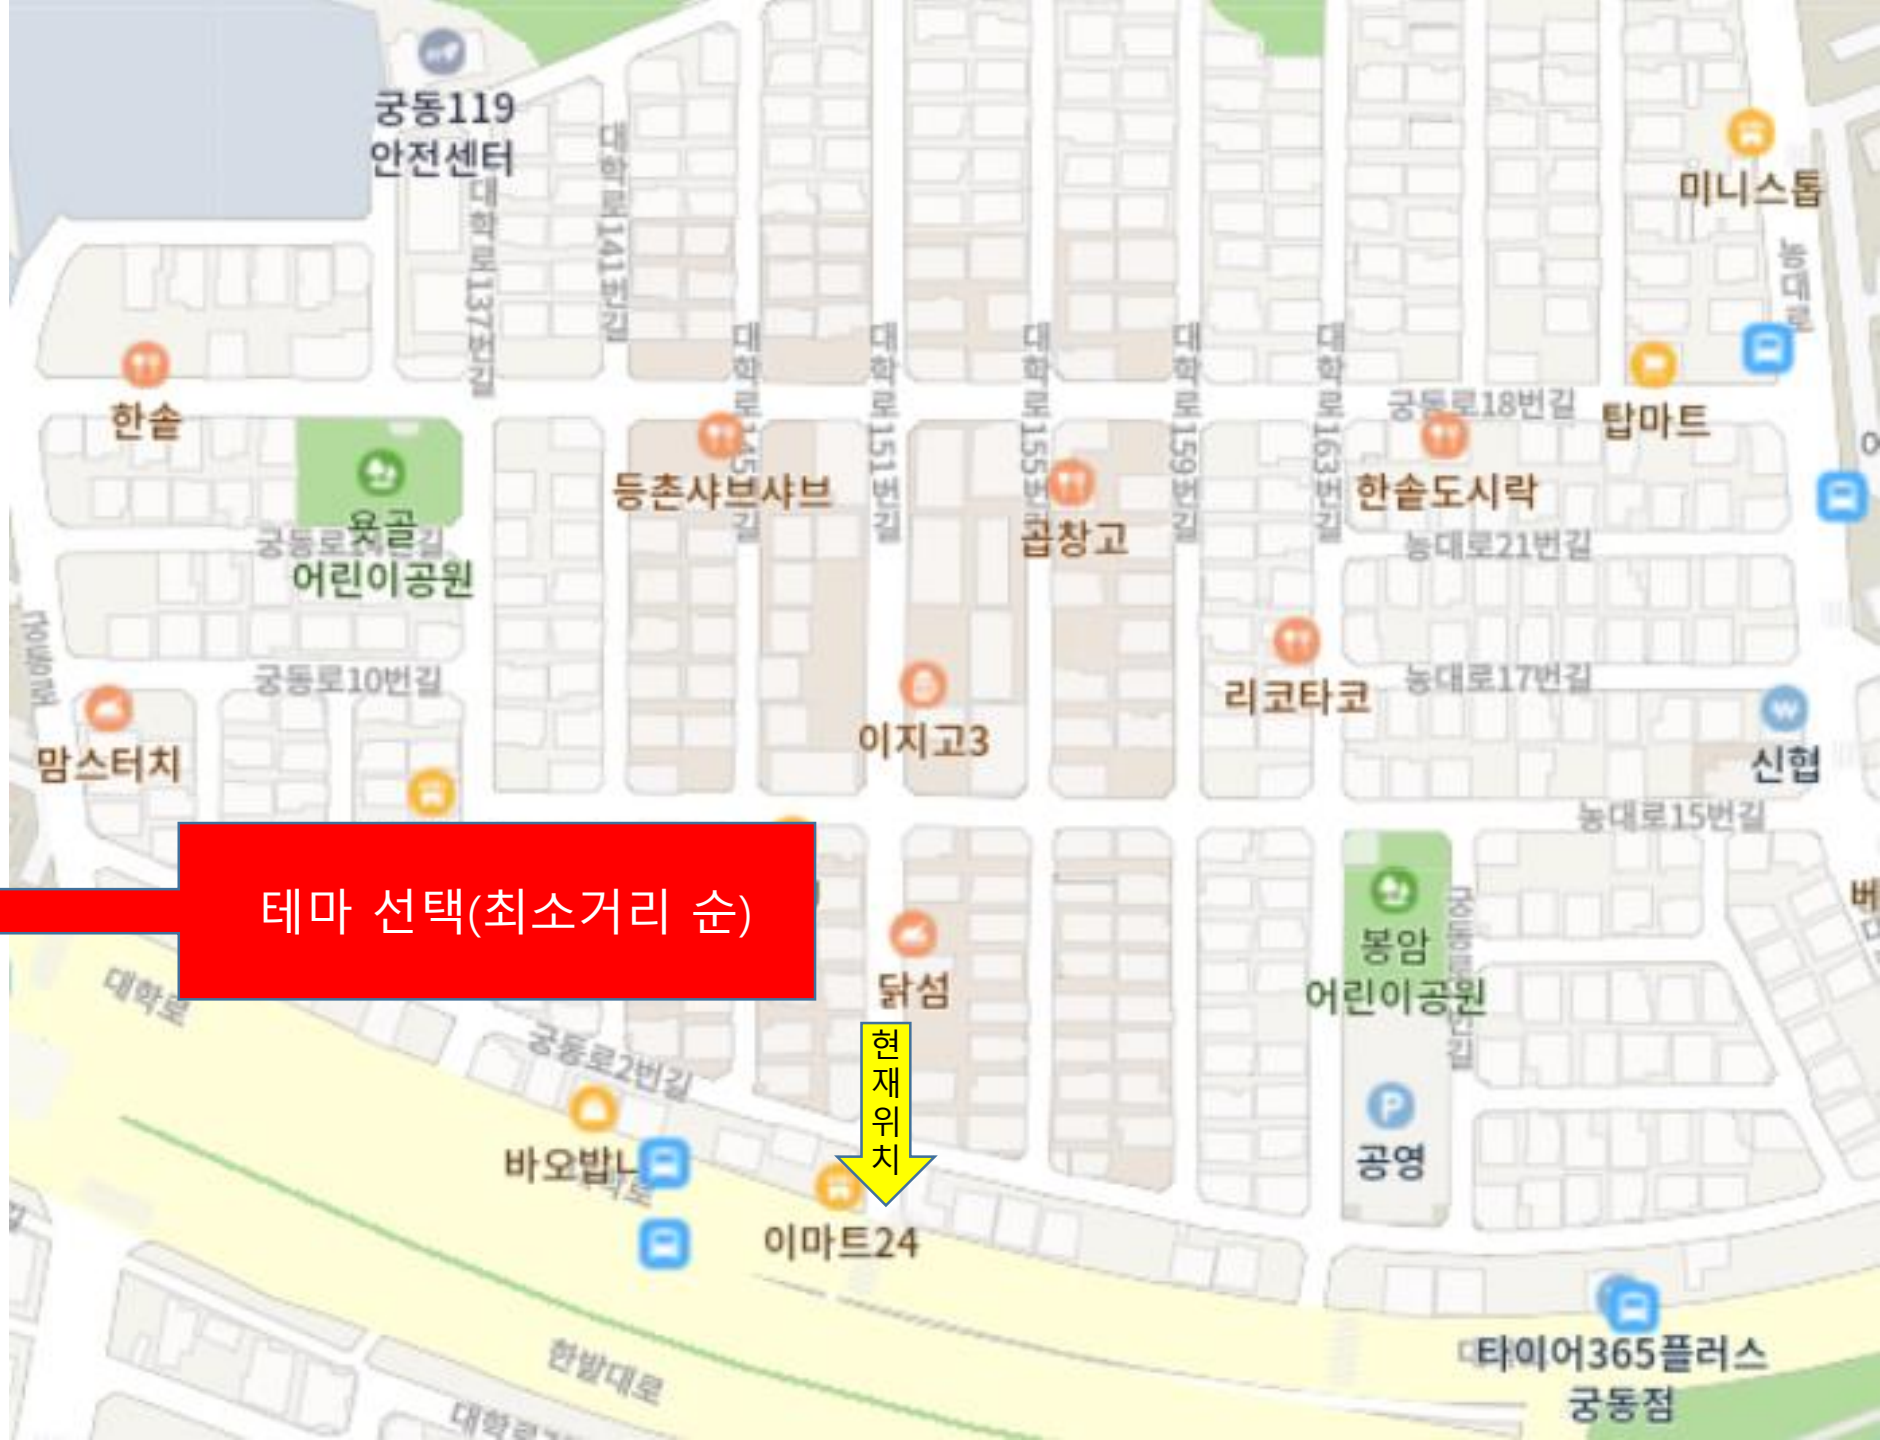 궁동119
안전센터
미니스톱
대학로137번길
대학로141번길
농대로
한솥
대학로145번길
대학로151번길
대학로159번길
대학로163번길
궁동로18번길
탑마트
등촌샤브샤브
곱창고
한솥도시락
욧골
어린이공원
농대로21번길
궁동로10번길
이지고3
리코타코
농대로17번길
맘스터치
신협
농대로15번길
테마 선택(최소거리 순)
닭섬
봉암
어린이공원
대학로
현재위치
궁동로2번길
바오밥
공영
이마트24
타이어365플러스
궁동점
한밭대로